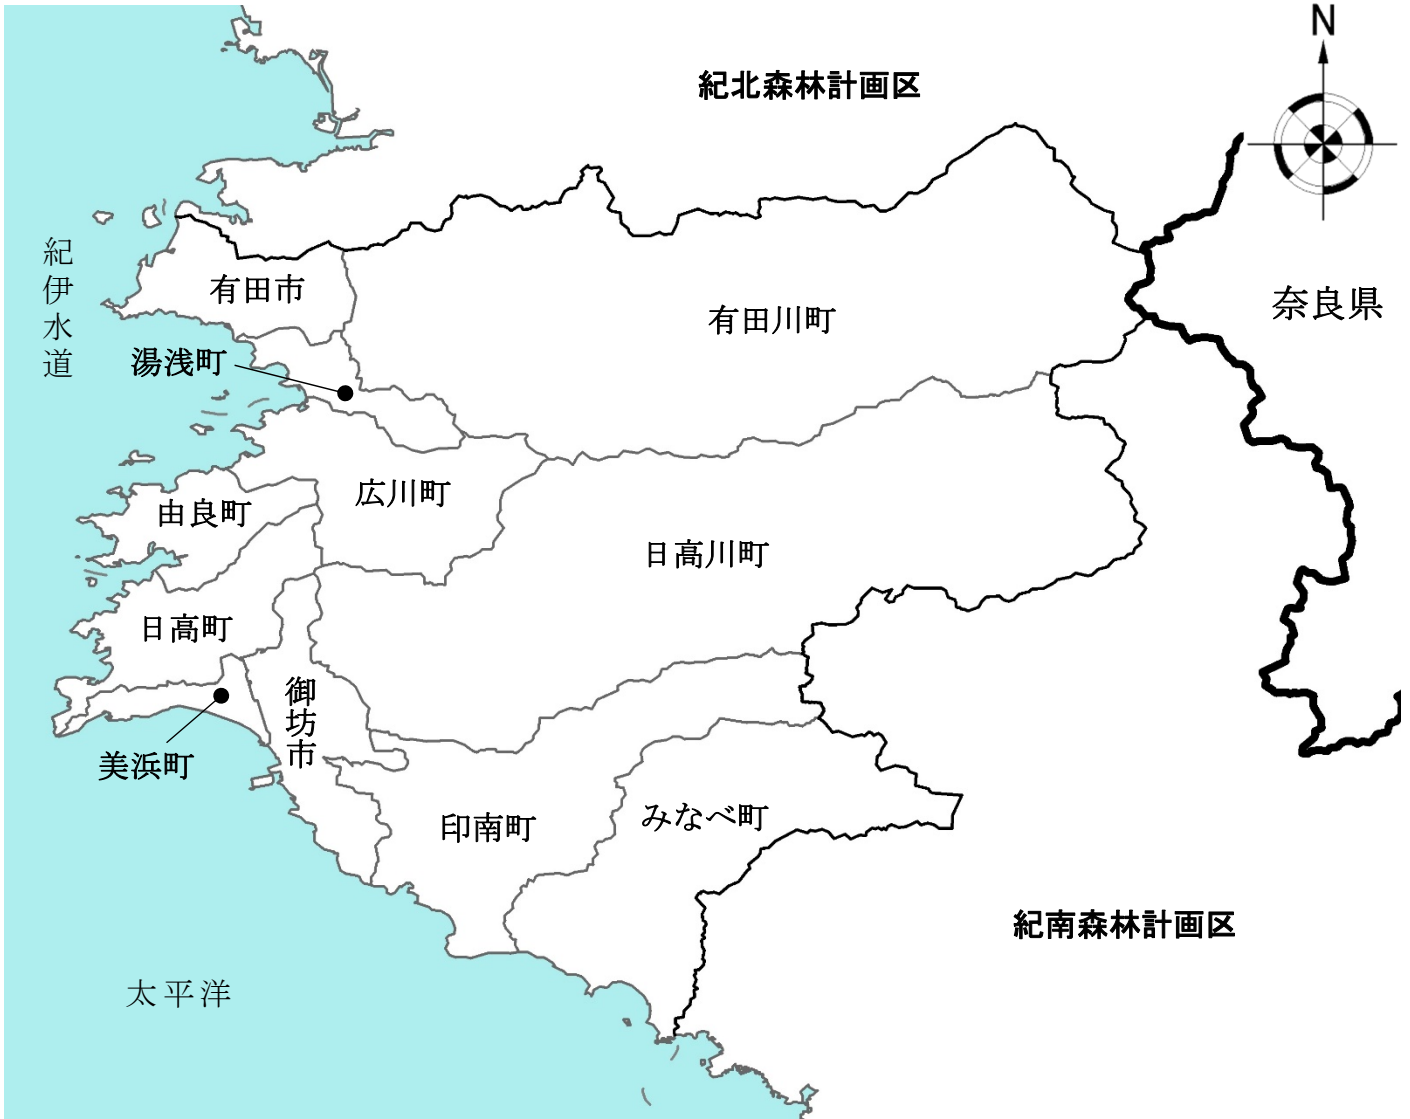 N
紀北森林計画区
紀伊水道
有田市
奈良県
有田川町
湯浅町
広川町
由良町
日高川町
日高町
御坊市
美浜町
みなべ町
印南町
紀南森林計画区
太平洋